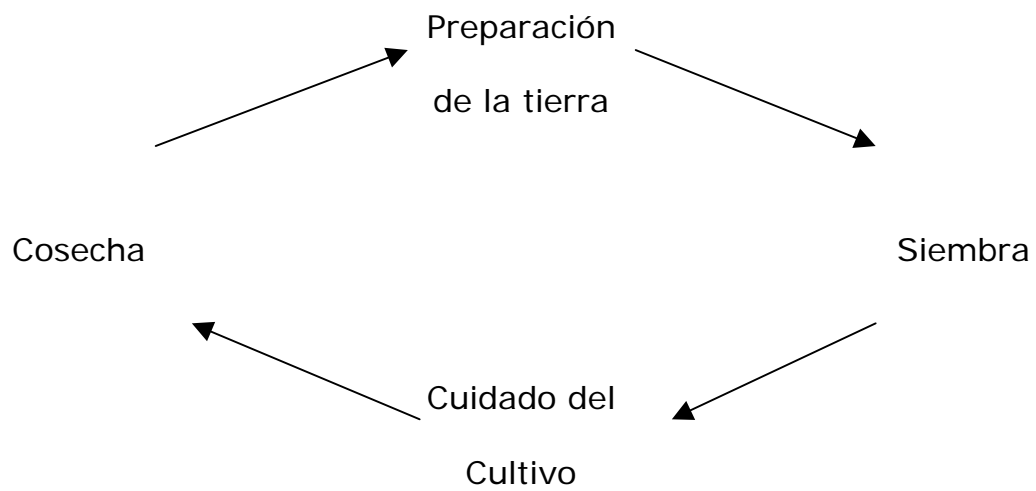 Preparación
de la tierra
Cosecha
Siembra
Cuidado del
Cultivo